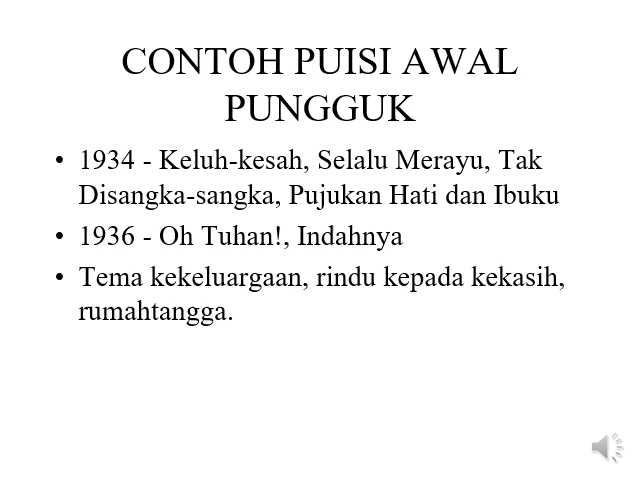 CONTOH PUISI AWAL
PUNGGUK
• 1934 - Keluh-kesah, Selalu Merayu, Tak
Disangka-sangka, Pujukan Hati dan Ibuku
• 1936 - Oh Tuhan!, Indahnya
• Tema kekeluargaan, rindu kepada kekasih,
rumahtangga.